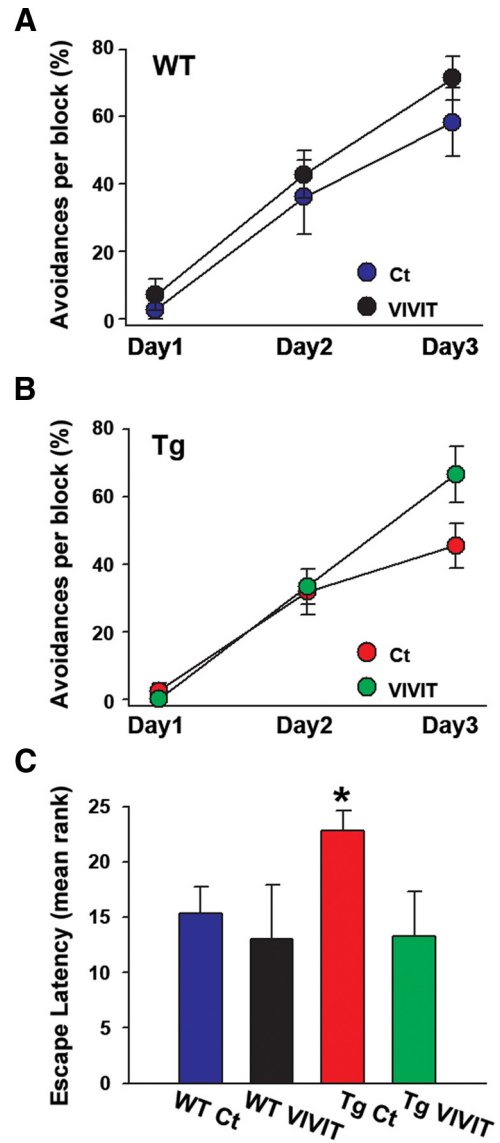 A
WT
Avoidances per block (%)
80
60
40
20
0
Ct
VIVIT
Day1 Day2 Day3
B
Tg
Avoidances per block (%)
80
60
40
20
0
Ct
VIVIT
Day1 Day2 Day3
C
Escape Latency (mean rank)
25
20
15
10
5
0
*
WT Ct WT VIVIT Tg Ct Tg VIVIT